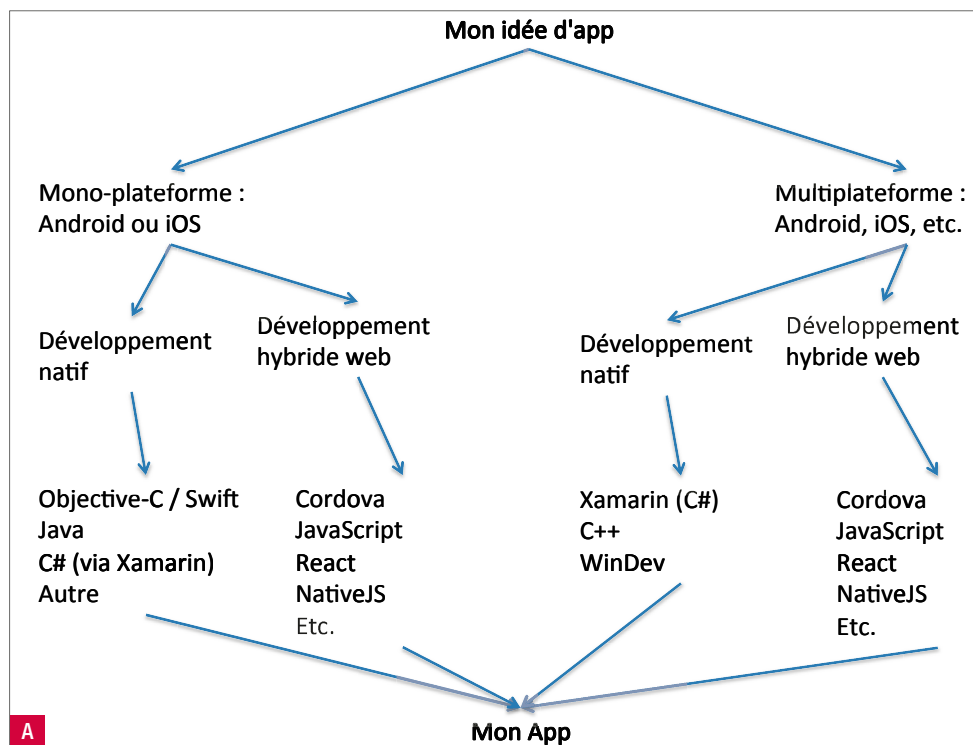 Mon idée d'app
Mono-plateforme :
Android ou iOS
Multiplateforme :
Android, iOS, etc.
Développement
natif
Développement
hybride web
Développement
natif
Développement
hybride web
Objective-C / Swift
Java
C# (via Xamarin)
Autre
Cordova
JavaScript
React
NativeJS
Etc.
Xamarin (C#)
C++
WinDev
Cordova
JavaScript
React
NativeJS
Etc.
A
Mon App